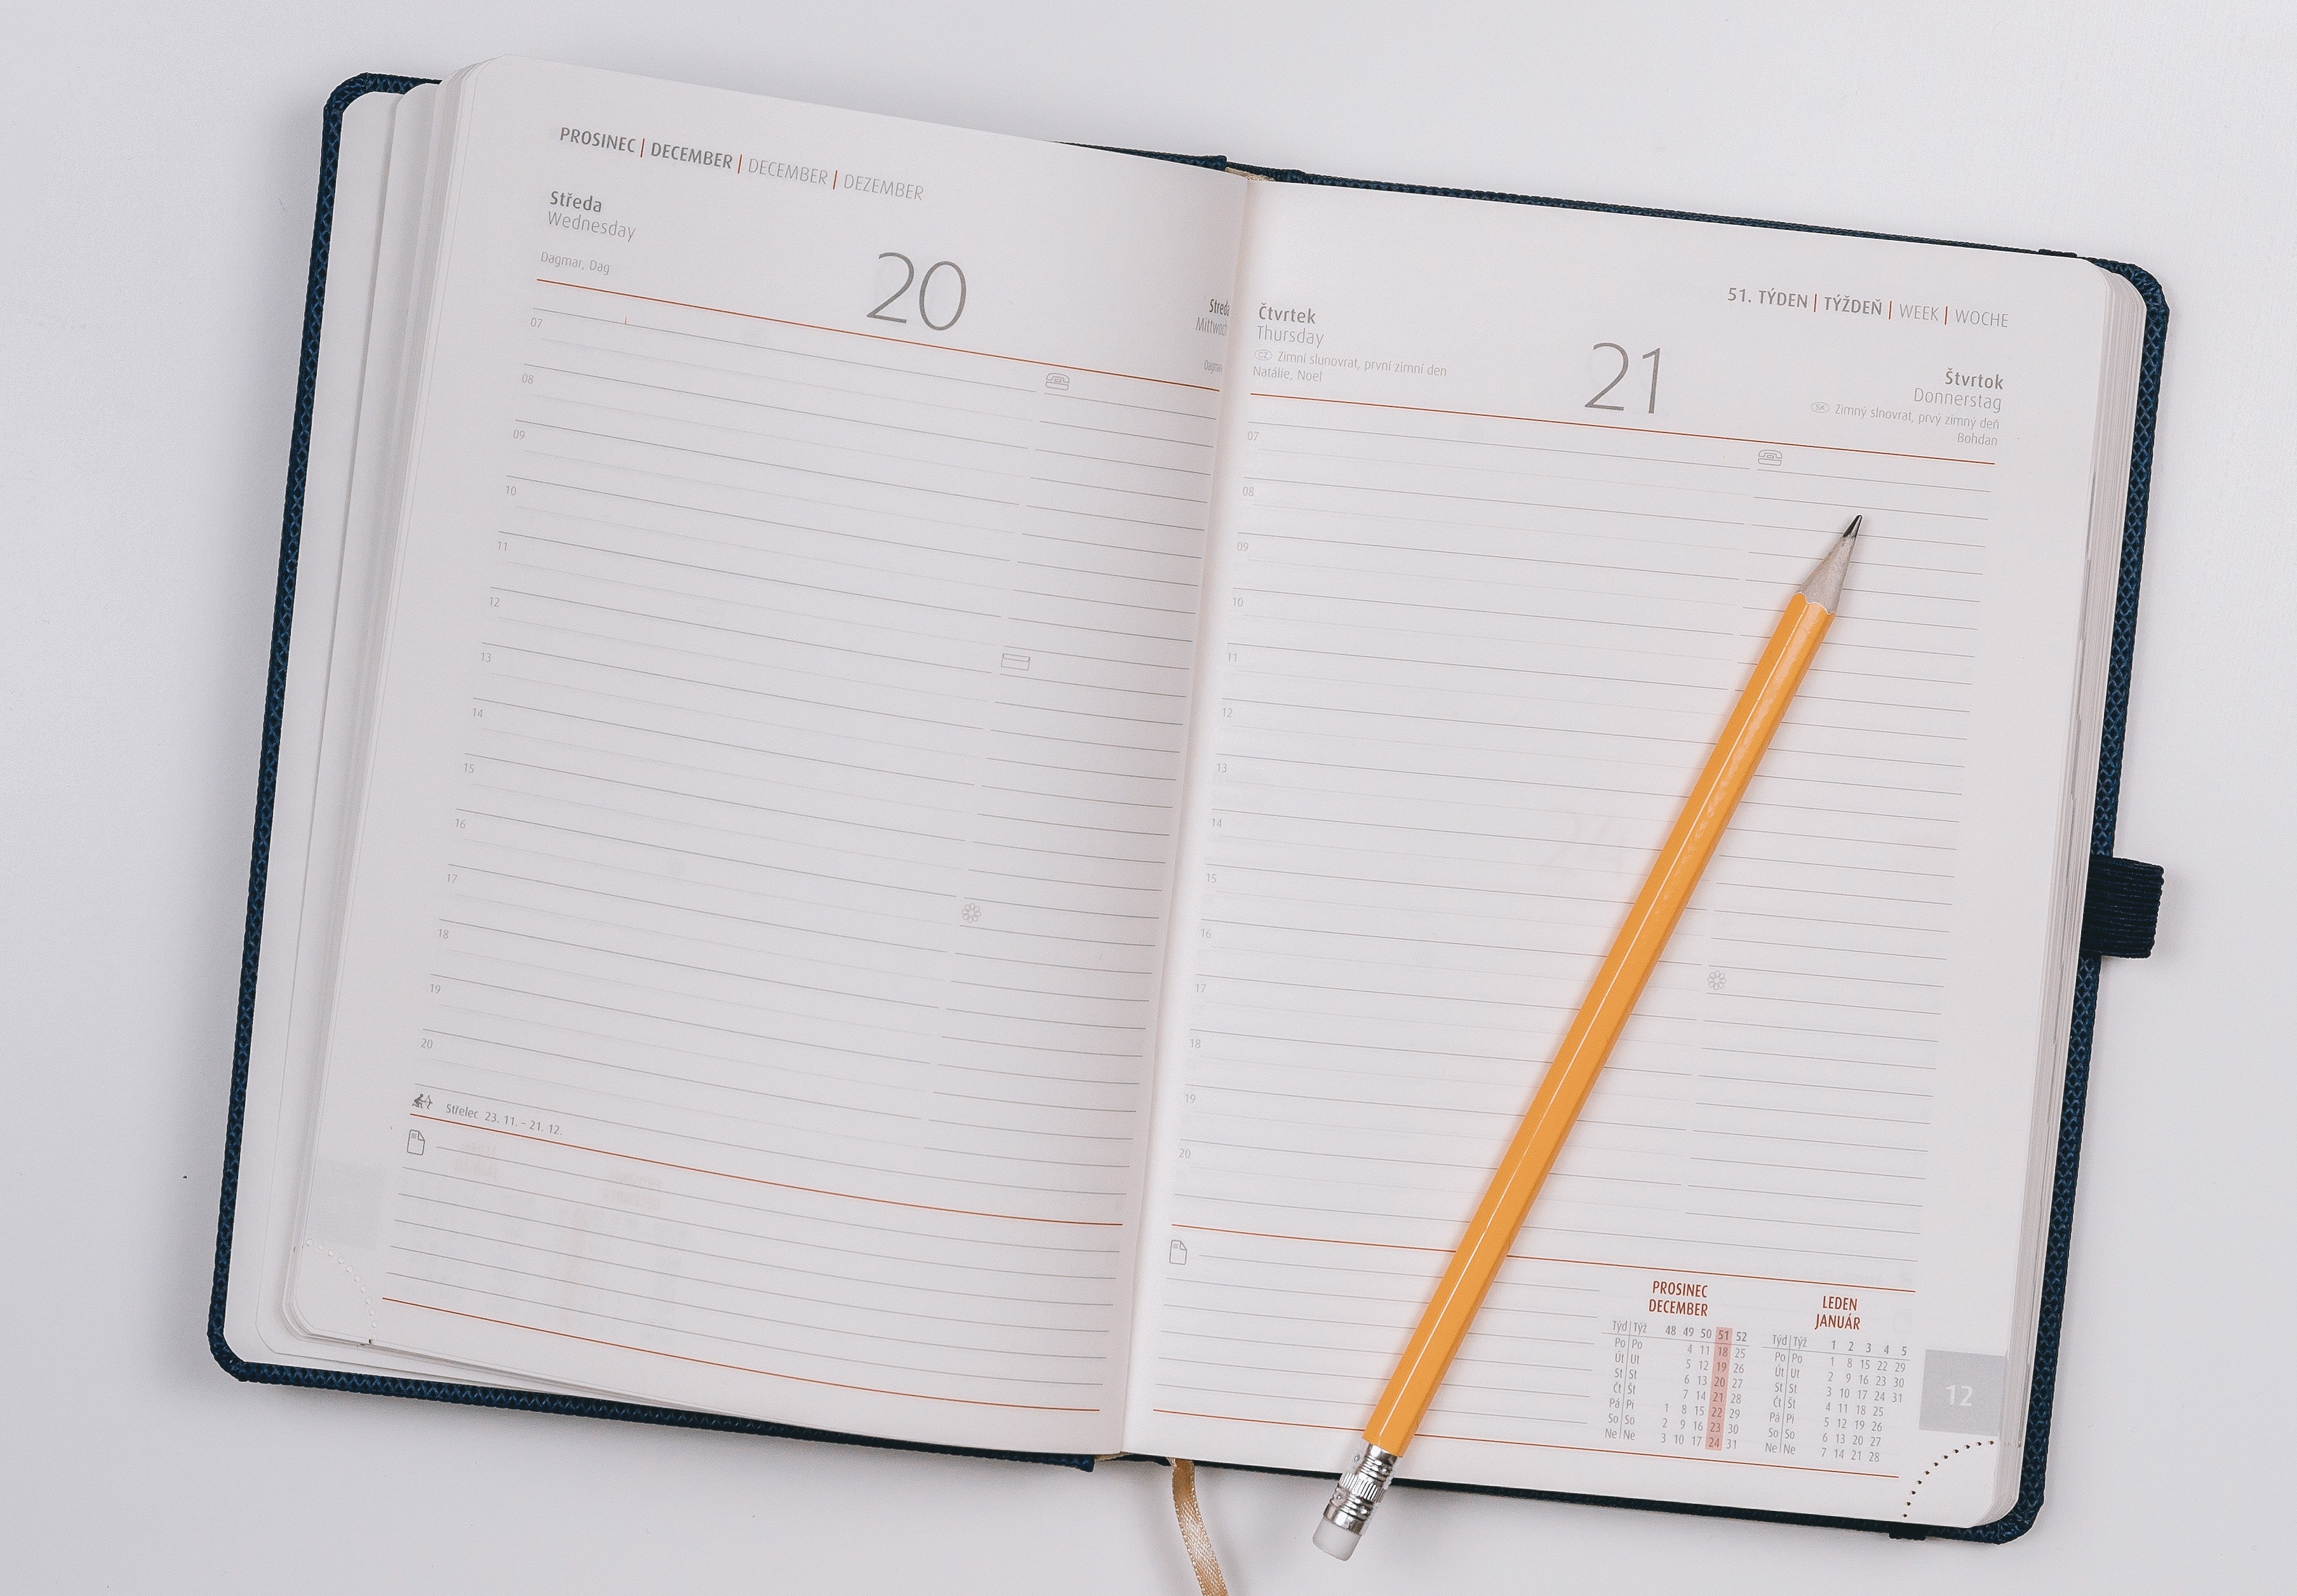 PROSINEC | DECEMBER | DECEMBER | DEZEMBER
Středa
Wednesday
Dagmar, Dag
20
Streda
Mittwoch
07
08
09
10
11
12
13
14
15
16
17
18
19
20
Střelec 23. 11. – 21. 12.
51. TÝDEN | TÝŽDEŇ | WEEK | WOCHE
Čtvrtek
Thursday
CZ Zimní slunovrat, první zimní den
Natálie, Noel
21
Štvrtok
Donnerstag
SK Zimný slnovrat, prvý zimný deň
Bohdan
07
08
09
10
11
12
13
14
15
16
17
18
19
20
PROSINEC
DECEMBER
Týd | Týž 48 49 50 51 52
Po | Po 4 11 18 25
Út | Ut 5 12 19 26
St | St 6 13 20 27
Čt | Št 7 14 21 28
Pá | Pi 1 8 15 22 29
So | So 2 9 16 23 30
Ne | Ne 3 10 17 24 31
LEDEN
JANUÁR
Týd | Týž 1 2 3 4 5
Po | Po 1 8 15 22 29
Út | Ut 2 9 16 23 30
St | St 3 10 17 24 31
Čt | Št 4 11 18 25
Pá | Pi 5 12 19 26
So | So 6 13 20 27
Ne | Ne 7 14 21 28
12